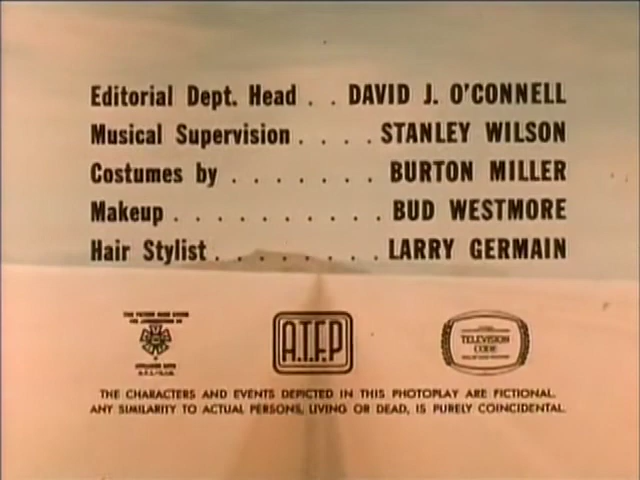 Editorial Dept. Head . . DAVID J. O'CONNELL
Musical Supervision . . . . STANLEY WILSON
Costumes by . . . . . . . BURTON MILLER
Makeup . . . . . . . . . . BUD WESTMORE
Hair Stylist . . . . . . . . LARRY GERMAIN
A.T.F.P
TELEVISION
CODE
THE CHARACTERS AND EVENTS DEPICTED IN THIS PHOTOPLAY ARE FICTIONAL.
ANY SIMILARITY TO ACTUAL PERSONS, LIVING OR DEAD, IS PURELY COINCIDENTAL.